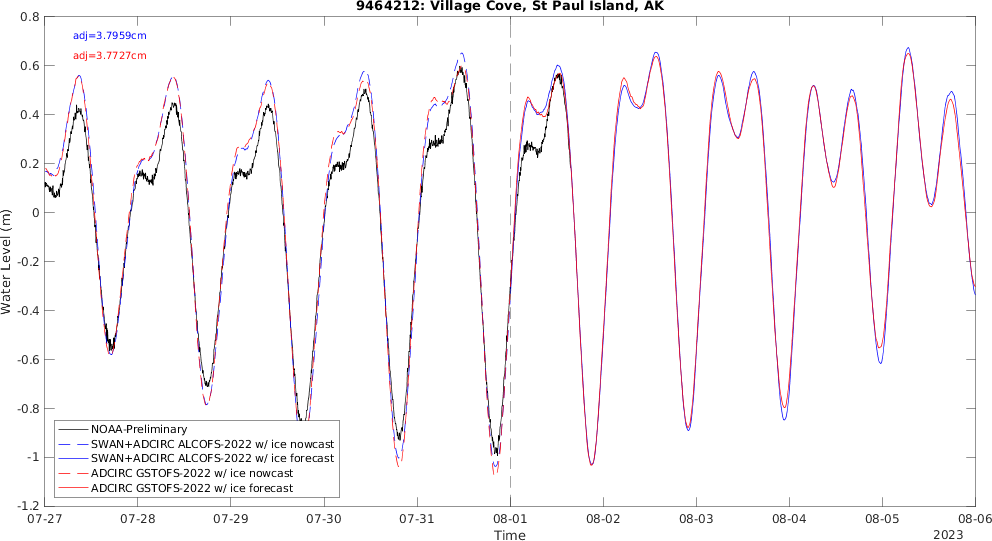 9464212: Village Cove, St Paul Island, AK
adj=3.7959cm
adj=3.7727cm
Water Level (m)
0.8
0.6
0.4
0.2
0
-0.2
-0.4
-0.6
-0.8
-1
-1.2
NOAA-Preliminary
SWAN+ADCIRC ALCOFS-2022 w/ ice nowcast
SWAN+ADCIRC ALCOFS-2022 w/ ice forecast
ADCIRC GSTOFS-2022 w/ ice nowcast
ADCIRC GSTOFS-2022 w/ ice forecast
07-27 07-28 07-29 07-30 07-31 08-01 08-02 08-03 08-04 08-05 08-06
Time
2023